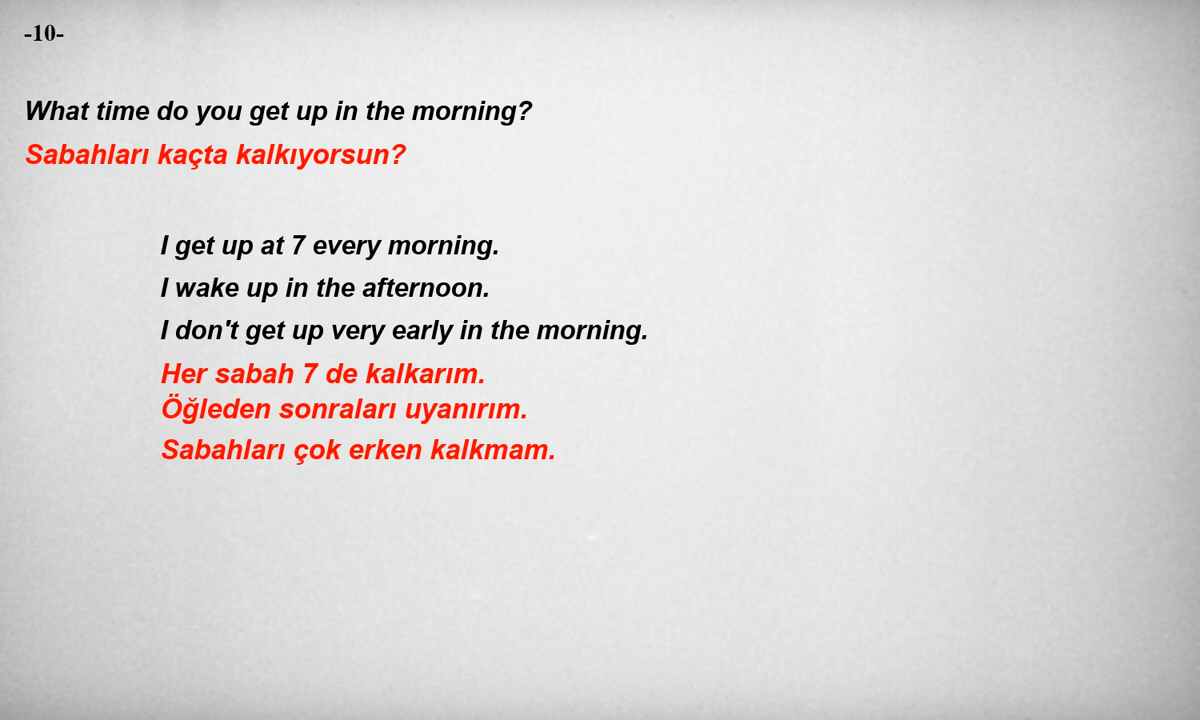 -10-
What time do you get up in the morning?
Sabahları kaçta kalkıyorsun?
I get up at 7 every morning.
I wake up in the afternoon.
I don't get up very early in the morning.
Her sabah 7 de kalkarım.
Öğleden sonraları uyanırım.
Sabahları çok erken kalkmam.